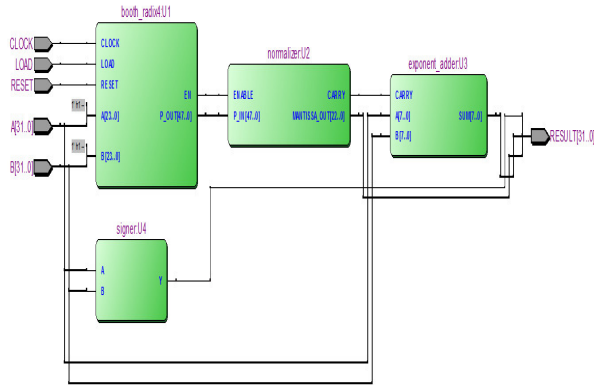 booth_radix4:U1
CLOCK
LOAD
RESET
A[31..0]
B[31..0]
CLOCK
LOAD
RESET
A[23..0]
B[23..0]
EN
P_OUT[47..0]
normalizer:U2
ENABLE
P_IN[47..0]
CARRY
MANTISSA_OUT[22..0]
exponent_adder:U3
CARRY
A[7..0]
B[7..0]
SUM[7..0]
RESULT[31..0]
signer:U4
A
B
Y